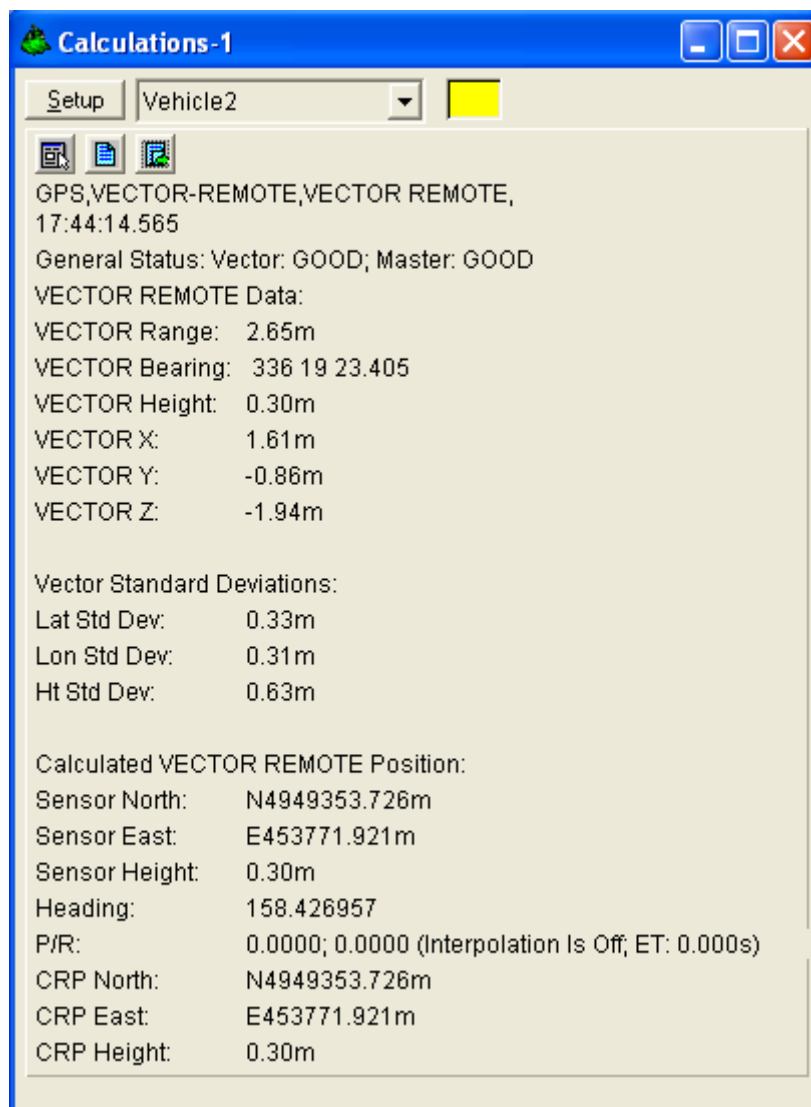 Calculations-1
Setup Vehicle2
GPS,VECTOR-REMOTE,VECTOR REMOTE,
17:44:14.565
General Status: Vector: GOOD; Master: GOOD
VECTOR REMOTE Data:
VECTOR Range: 2.65m
VECTOR Bearing: 336 19 23.405
VECTOR Height: 0.30m
VECTOR X: 1.61m
VECTOR Y: -0.86m
VECTOR Z: -1.94m
Vector Standard Deviations:
Lat Std Dev: 0.33m
Lon Std Dev: 0.31m
Ht Std Dev: 0.63m
Calculated VECTOR REMOTE Position:
Sensor North: N4949353.726m
Sensor East: E453771.921m
Sensor Height: 0.30m
Heading: 158.426957
P/R: 0.0000; 0.0000 (Interpolation Is Off; ET: 0.000s)
CRP North: N4949353.726m
CRP East: E453771.921m
CRP Height: 0.30m